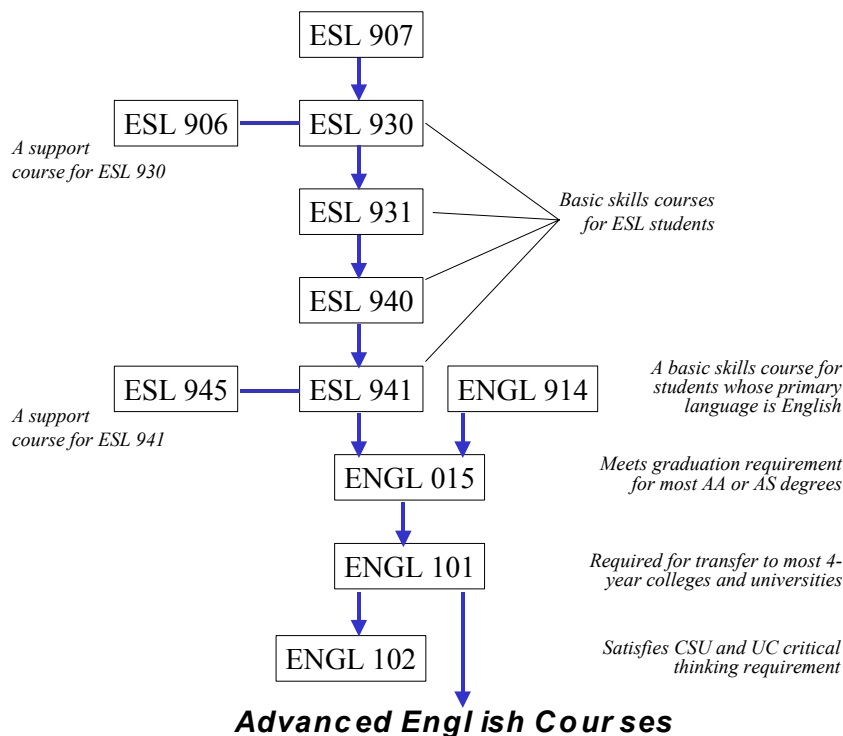 ESL 907
ESL 906
ESL 930
A support
course for ESL 930
ESL 931
Basic skills courses
for ESL students
ESL 940
ESL 945
ESL 941
ENGL 914
A basic skills course for
students whose primary
language is English
A support
course for ESL 941
ENGL 015
Meets graduation requirement
for most AA or AS degrees
ENGL 101
Required for transfer to most 4-
year colleges and universities
ENGL 102
Satisfies CSU and UC critical
thinking requirement
Advanced English Courses